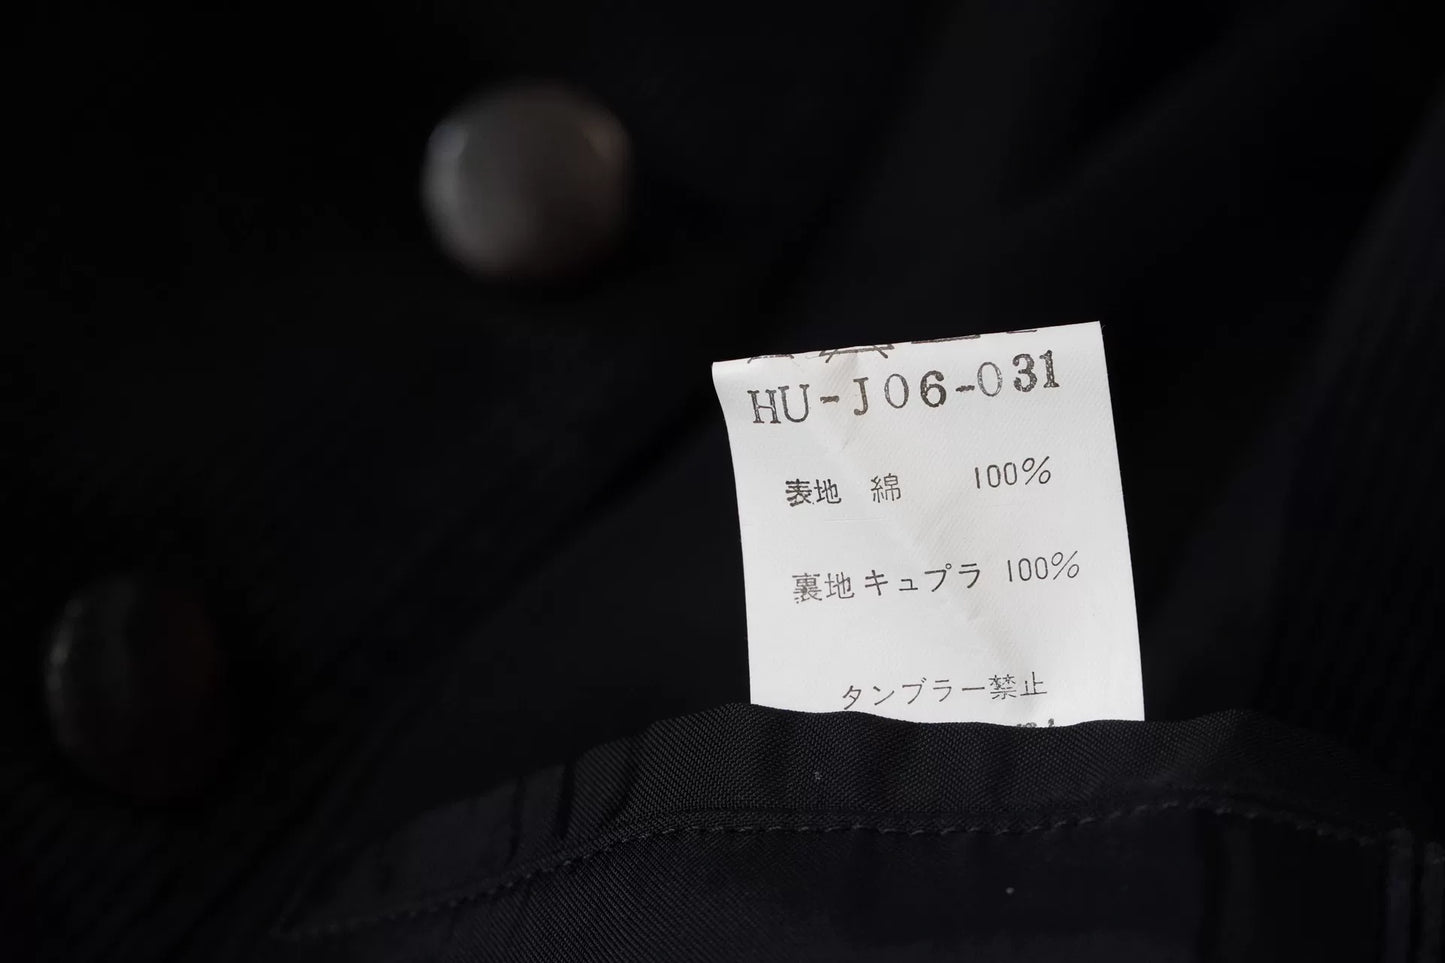 HU-J06-031
表地 綿 100%
裏地 キュプラ 100%
タンブラー禁止